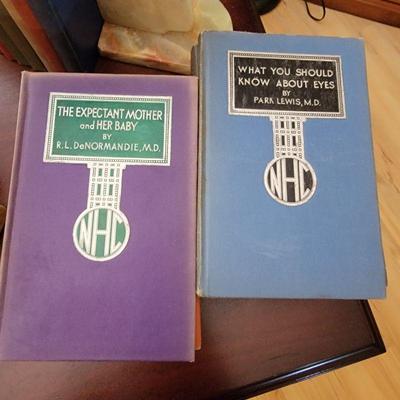 THE EXPECTANT MOTHER
and HER BABY
BY
R.L. DeNORMANDIE, M.D.
NHC
WHAT YOU SHOULD
KNOW ABOUT EYES
BY
PARK LEWIS, M.D.
NHC